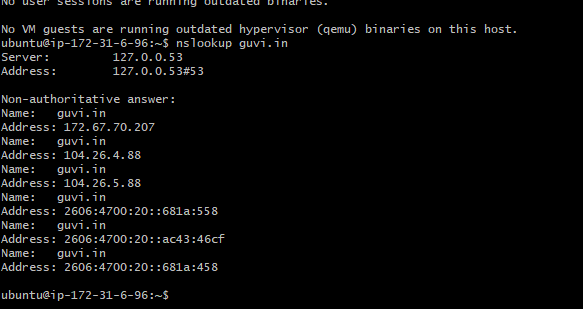 No user sessions are running outdated binaries.
No VM guests are running outdated hypervisor (qemu) binaries on this host.
ubuntu@ip-172-31-6-96:~$ nslookup guvi.in
Server: 127.0.0.53
Address: 127.0.0.53#53
Non-authoritative answer:
Name: guvi.in
Address: 172.67.70.207
Name: guvi.in
Address: 104.26.4.88
Name: guvi.in
Address: 104.26.5.88
Name: guvi.in
Address: 2606:4700:20::681a:558
Name: guvi.in
Address: 2606:4700:20::ac43:46cf
Name: guvi.in
Address: 2606:4700:20::681a:458
ubuntu@ip-172-31-6-96:~$